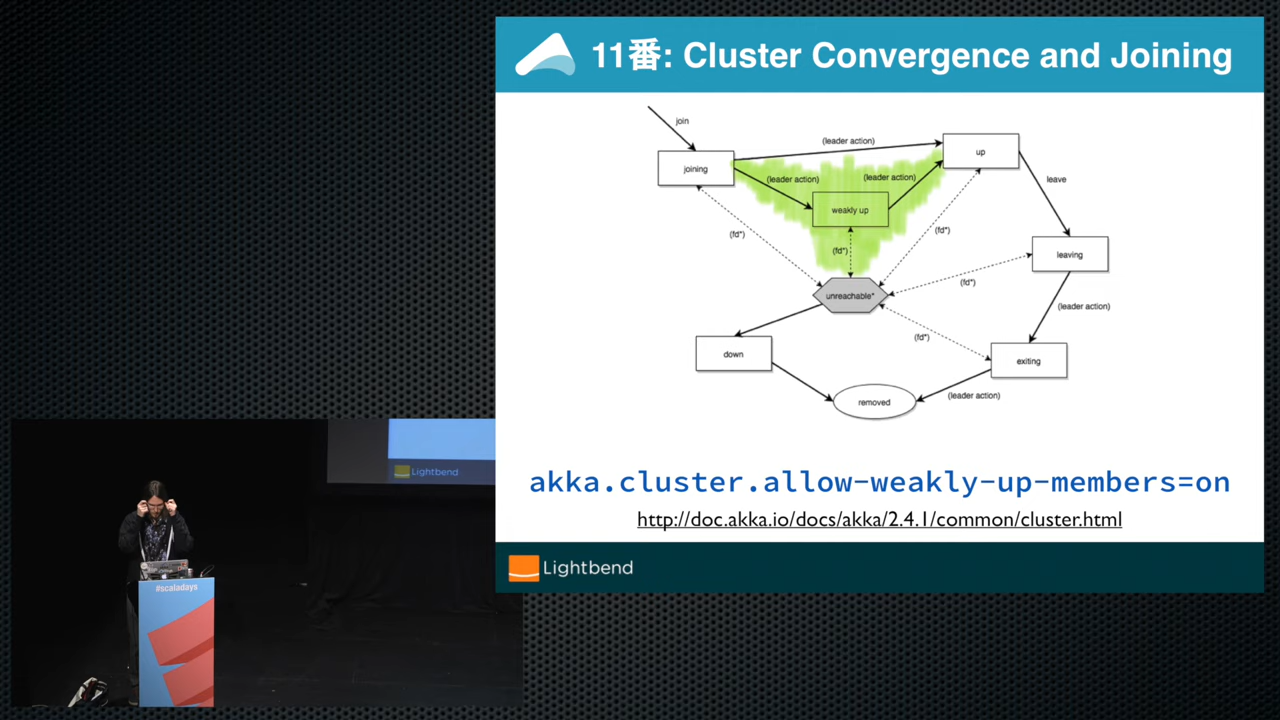 11番: Cluster Convergence and Joining
join
(leader action)
joining
up
(leader action)
(leader action)
leave
weakly up
(fd*)
(fd*)
(fd*)
leaving
(fd*)
unreachable*
(leader action)
(fd*)
down
exiting
(leader action)
removed
akka.cluster.allow-weakly-up-members=on
http://doc.akka.io/docs/akka/2.4.1/common/cluster.html
Lightbend
Lightbend
#scaladays